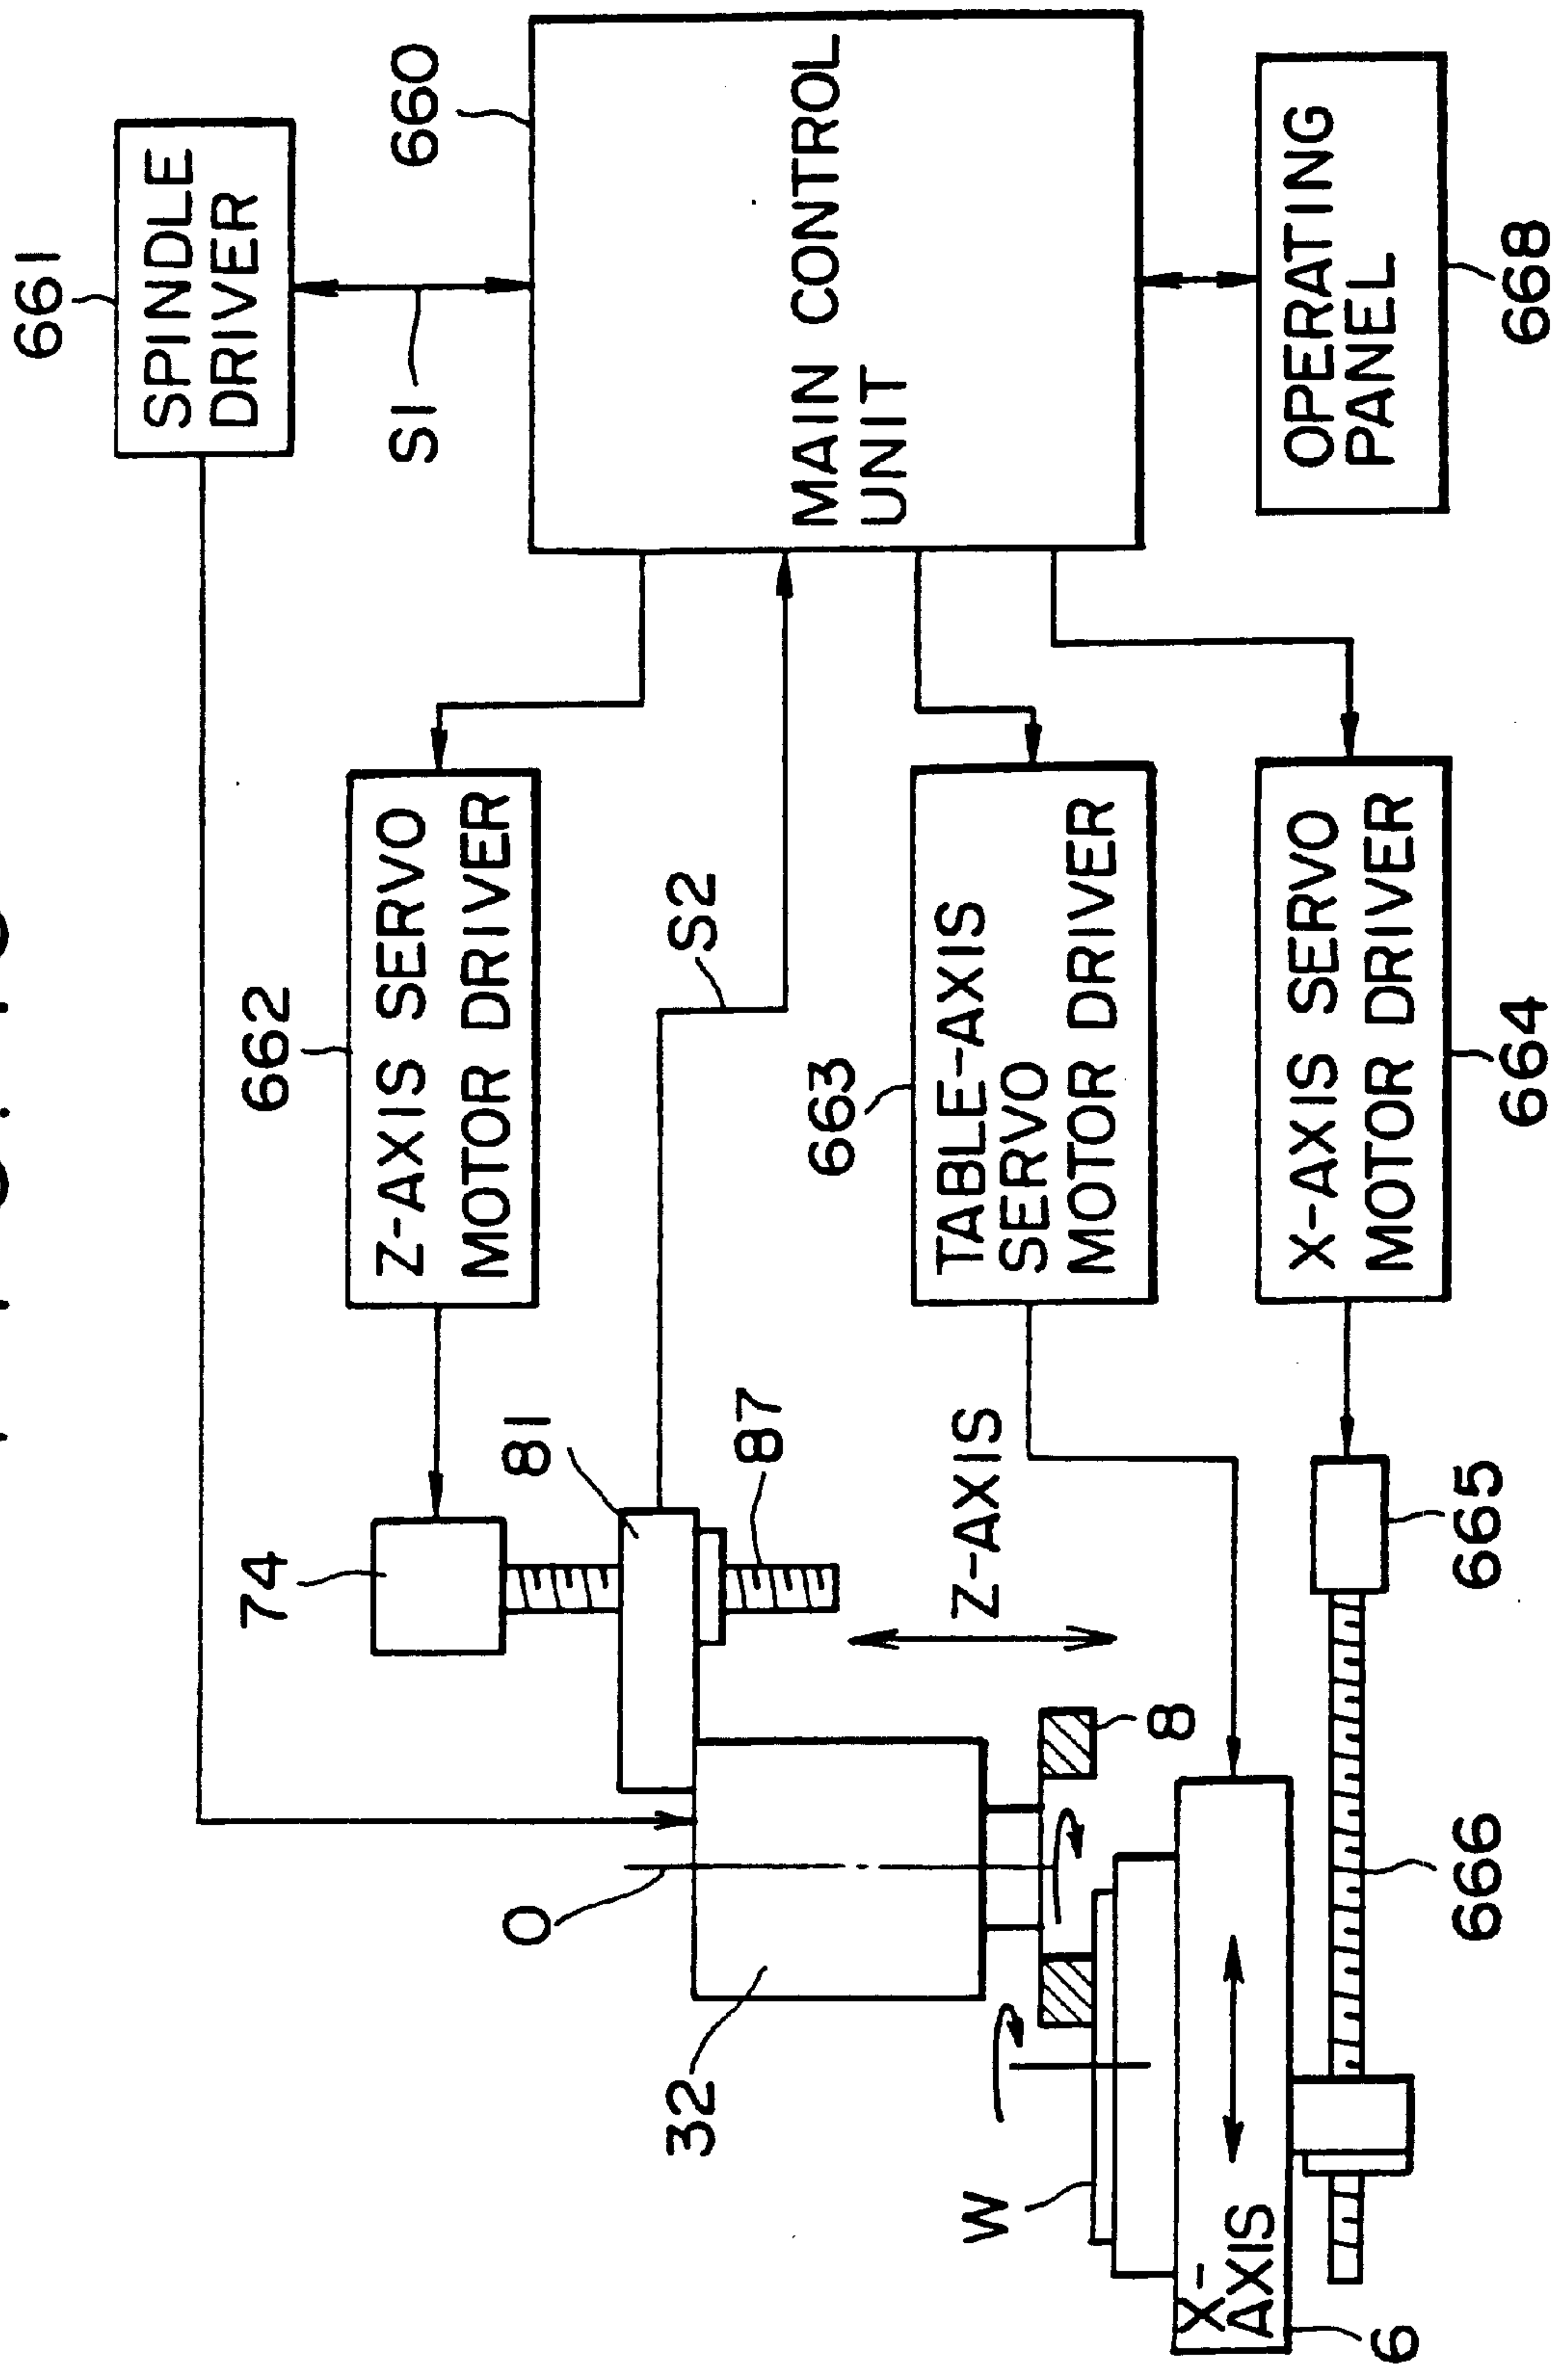 661
SPINDLE
DRIVER
74
662
660
S1
Z-AXIS SERVO
MOTOR DRIVER
O
81
32
S2
87
MAIN CONTROL
UNIT
663
W
Z-AXIS
TABLE-AXIS
SERVO
MOTOR DRIVER
8
X-
AXIS
X-AXIS SERVO
MOTOR DRIVER
OPERATING
PANEL
6
666
665
664
668